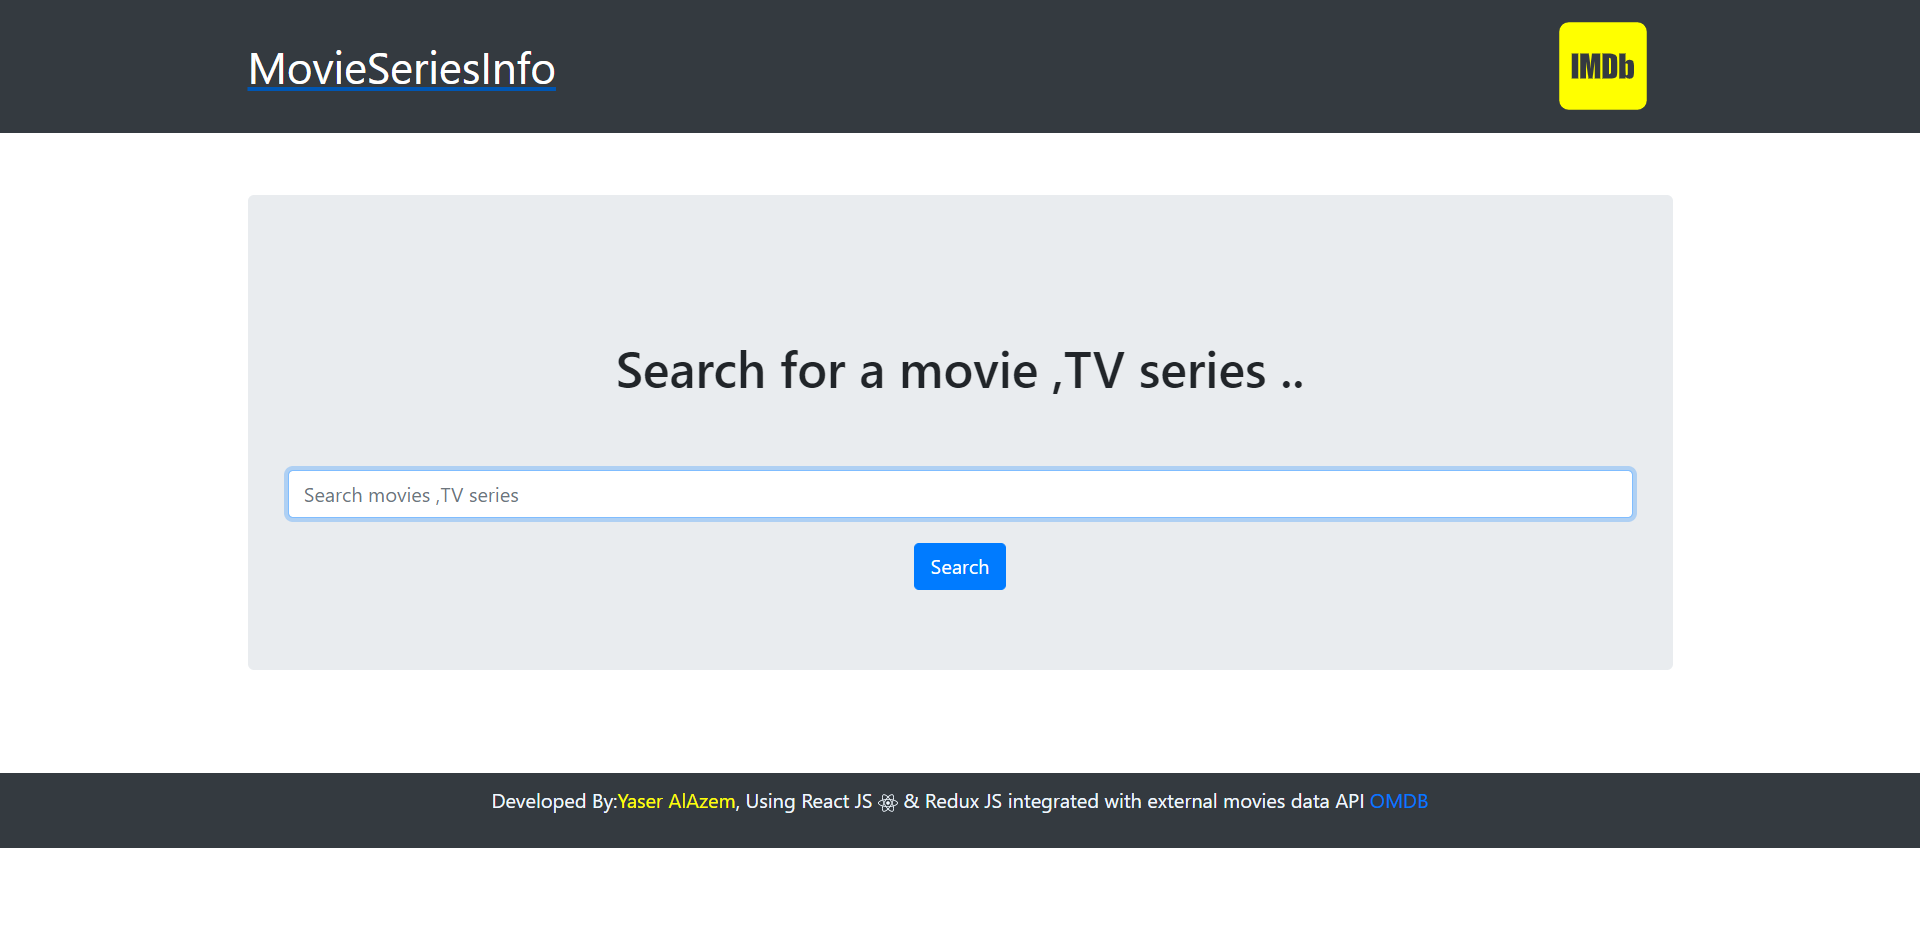 MovieSeriesInfo
IMDb
Search for a movie ,TV series ..
Search movies ,TV series
Search
Developed By:Yaser AlAzem, Using React JS & Redux JS integrated with external movies data API OMDB